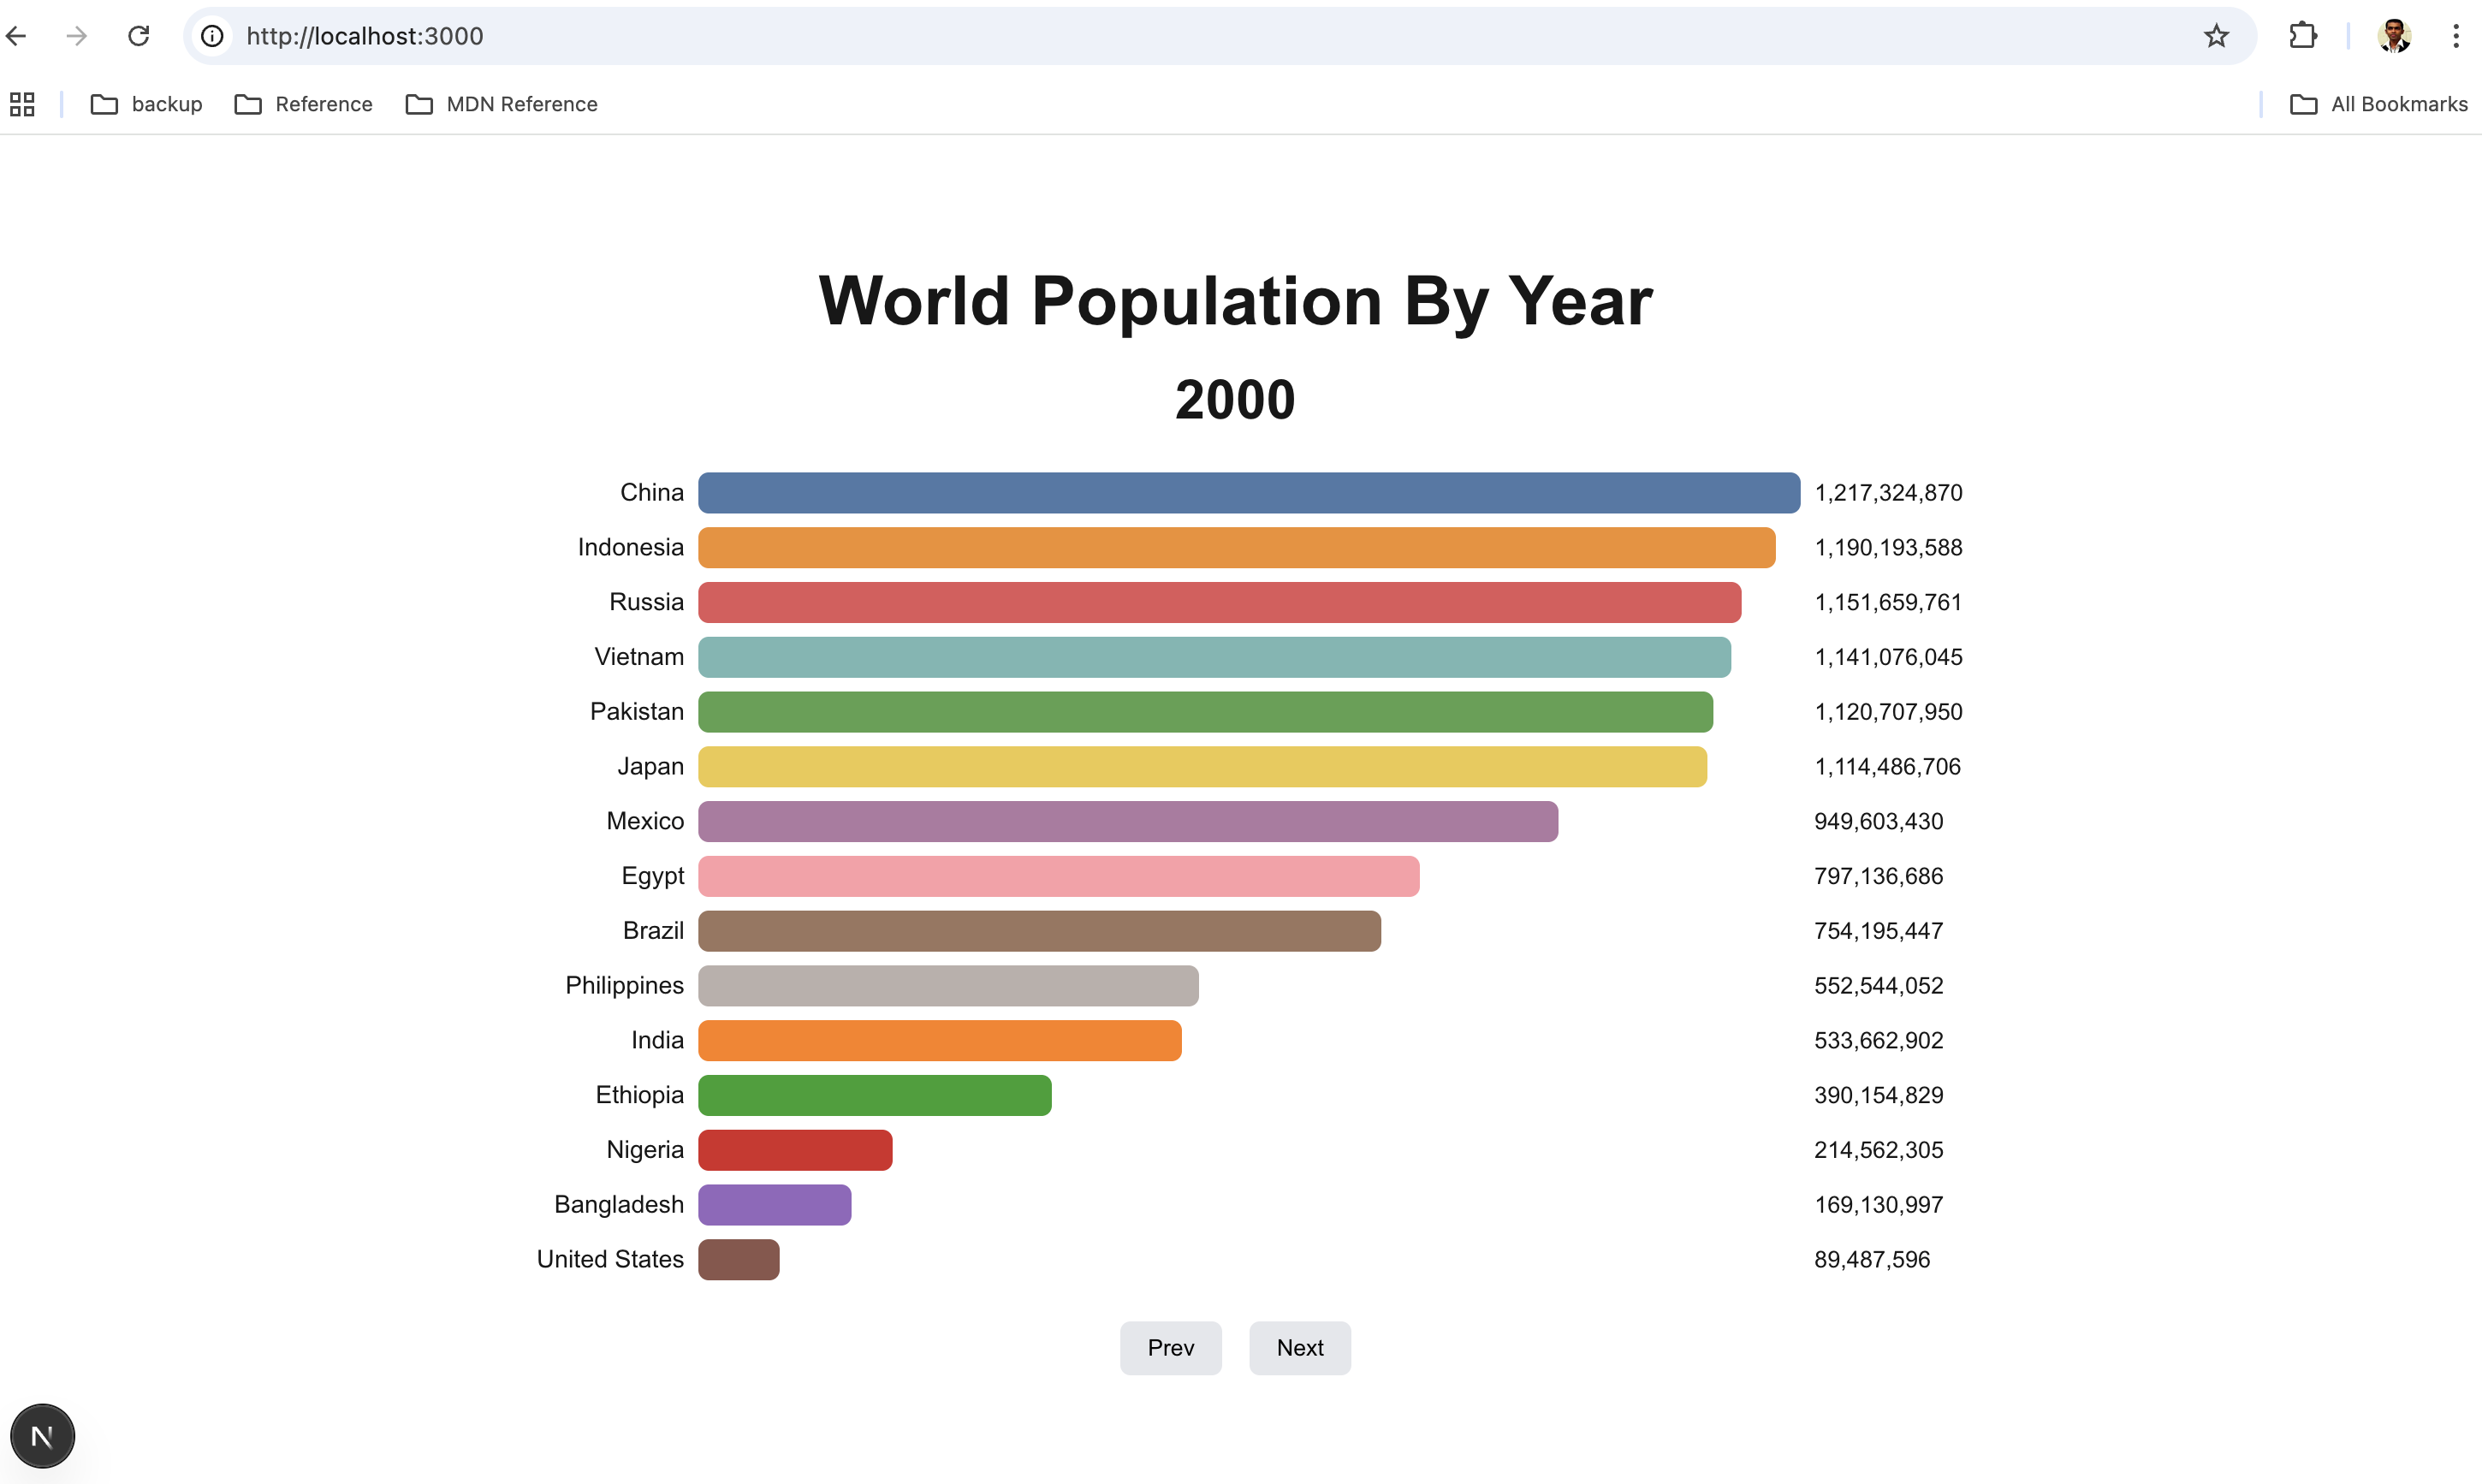 http://localhost:3000
backup Reference MDN Reference All Bookmarks
World Population By Year
2000
China 1,217,324,870
Indonesia 1,190,193,588
Russia 1,151,659,761
Vietnam 1,141,076,045
Pakistan 1,120,707,950
Japan 1,114,486,706
Mexico 949,603,430
Egypt 797,136,686
Brazil 754,195,447
Philippines 552,544,052
India 533,662,902
Ethiopia 390,154,829
Nigeria 214,562,305
Bangladesh 169,130,997
United States 89,487,596
Prev Next
N